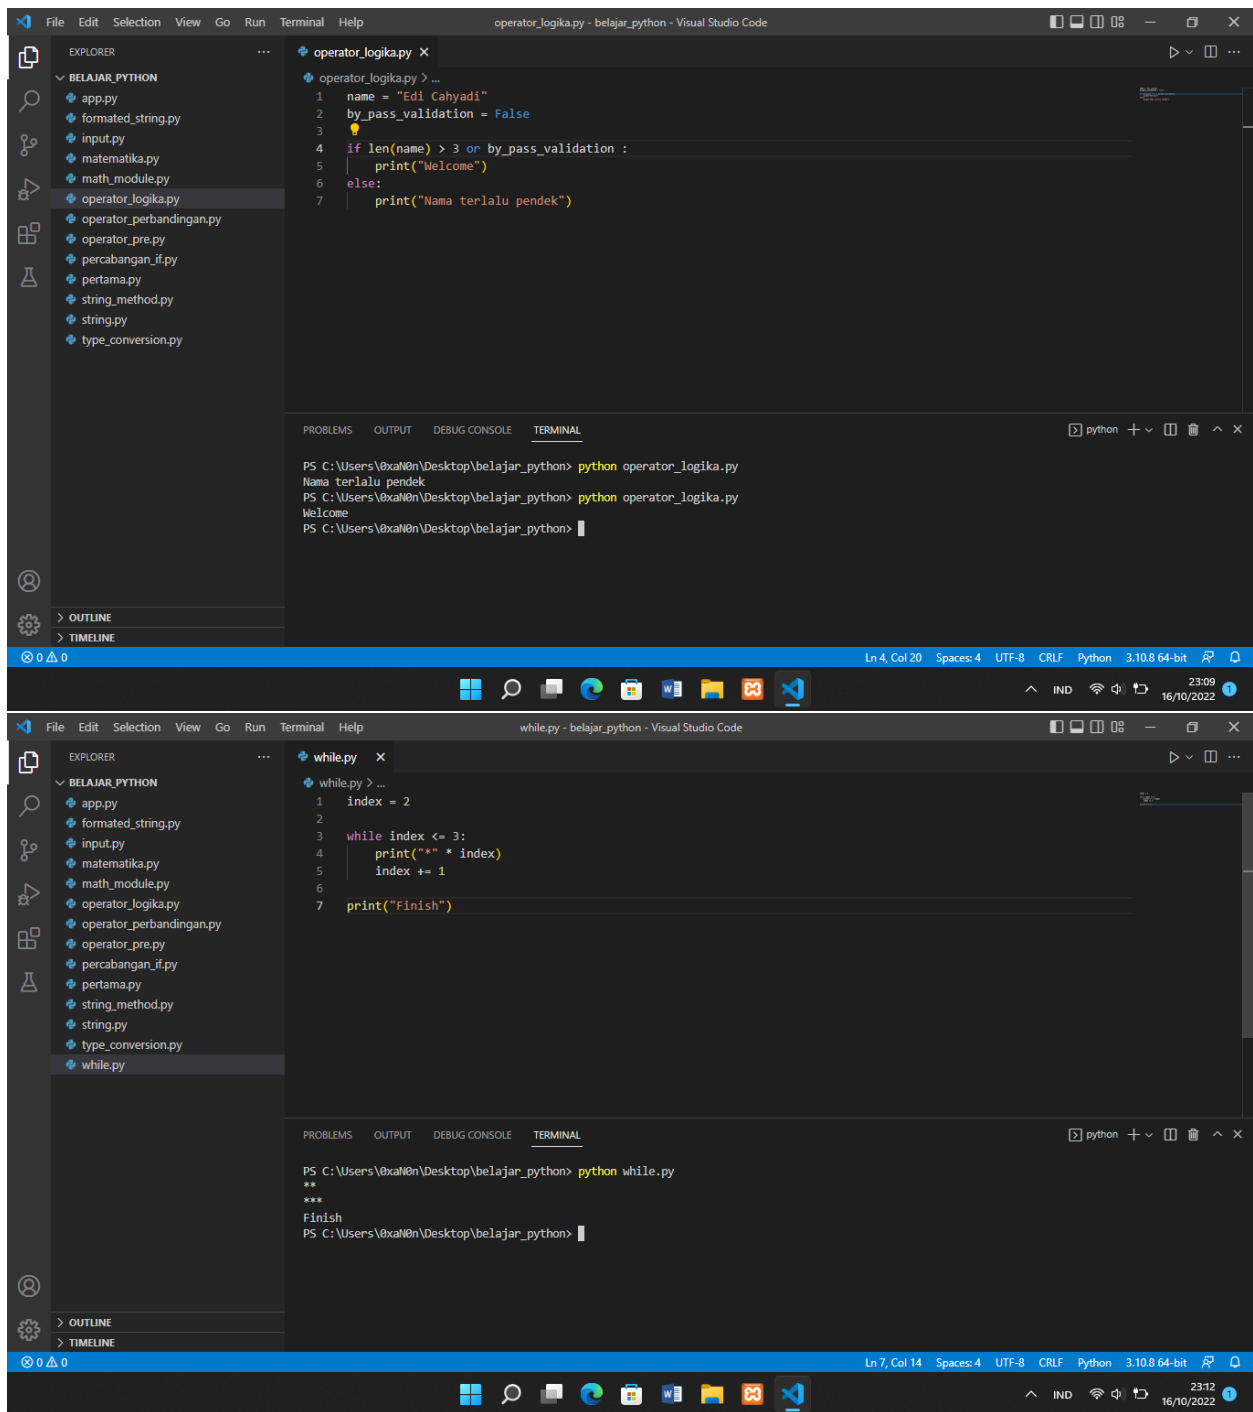 File Edit Selection View Go Run Terminal Help operator_logika.py - belajar_python - Visual Studio Code
EXPLORER
BELAJAR_PYTHON
app.py
formated_string.py
input.py
matematika.py
math_module.py
operator_logika.py
operator_perbandingan.py
operator_pre.py
percabangan_if.py
pertama.py
string_method.py
string.py
type_conversion.py
OUTLINE
TIMELINE
operator_logika.py
operator_logika.py > ...
1 name = "Edi Cahyadi"
2 by_pass_validation = False
3
4 if len(name) > 3 or by_pass_validation :
5 print("Welcome")
6 else:
7 print("Nama terlalu pendek")
PROBLEMS OUTPUT DEBUG CONSOLE TERMINAL
python
PS C:\Users\0xaN0n\Desktop\belajar_python> python operator_logika.py
Nama terlalu pendek
PS C:\Users\0xaN0n\Desktop\belajar_python> python operator_logika.py
Welcome
PS C:\Users\0xaN0n\Desktop\belajar_python>
0 0 Ln 4, Col 20 Spaces: 4 UTF-8 CRLF Python 3.10.8 64-bit
IND 23:09
16/10/2022 1
File Edit Selection View Go Run Terminal Help while.py - belajar_python - Visual Studio Code
EXPLORER
BELAJAR_PYTHON
app.py
formated_string.py
input.py
matematika.py
math_module.py
operator_logika.py
operator_perbandingan.py
operator_pre.py
percabangan_if.py
pertama.py
string_method.py
string.py
type_conversion.py
while.py
OUTLINE
TIMELINE
while.py
while.py > ...
1 index = 2
2
3 while index <= 3:
4 print("*" * index)
5 index += 1
6
7 print("Finish")
PROBLEMS OUTPUT DEBUG CONSOLE TERMINAL
python
PS C:\Users\0xaN0n\Desktop\belajar_python> python while.py
**
***
Finish
PS C:\Users\0xaN0n\Desktop\belajar_python>
0 0 Ln 7, Col 14 Spaces: 4 UTF-8 CRLF Python 3.10.8 64-bit
IND 23:12
16/10/2022 1